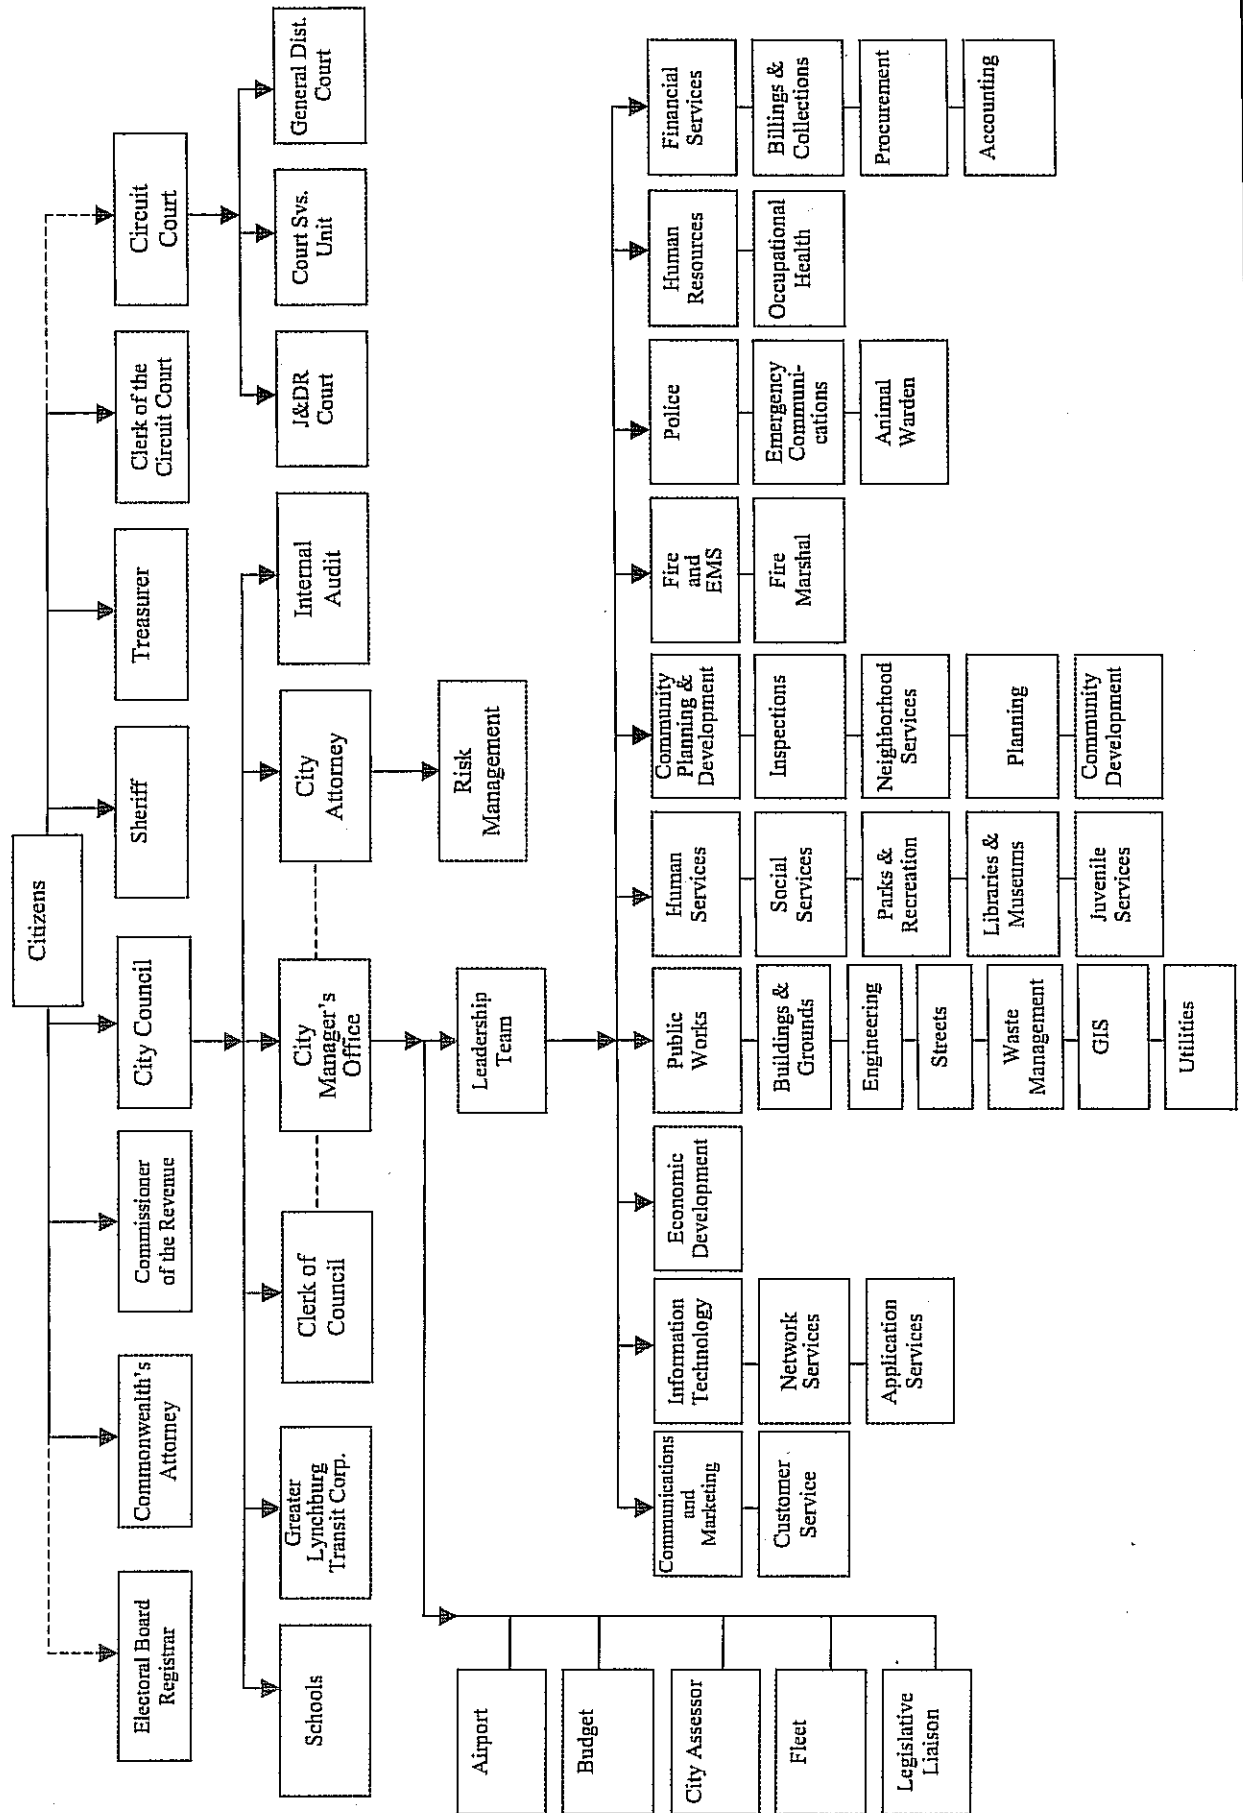 Citizens
Electoral Board
Registrar
Commonwealth's
Attorney
Commissioner
of the Revenue
City Council
Sheriff
Treasurer
Clerk of the
Circuit Court
Circuit
Court
Schools
Greater
Lynchburg
Transit Corp.
Clerk of
Council
City
Manager's
Office
City
Attorney
Internal
Audit
J&DR
Court
Court Svs.
Unit
General Dist.
Court
Risk
Management
Leadership
Team
Airport
Budget
City Assessor
Fleet
Legislative
Liaison
Communications
and
Marketing
Customer
Service
Information
Technology
Network
Services
Application
Services
Economic
Development
Public
Works
Buildings &
Grounds
Engineering
Streets
Waste
Management
GIS
Utilities
Human
Services
Social
Services
Parks &
Recreation
Libraries &
Museums
Juvenile
Services
Community
Planning &
Development
Inspections
Neighborhood
Services
Planning
Community
Development
Fire
and
EMS
Fire
Marshal
Police
Emergency
Communi-
cations
Animal
Warden
Human
Resources
Occupational
Health
Financial
Services
Billings &
Collections
Procurement
Accounting